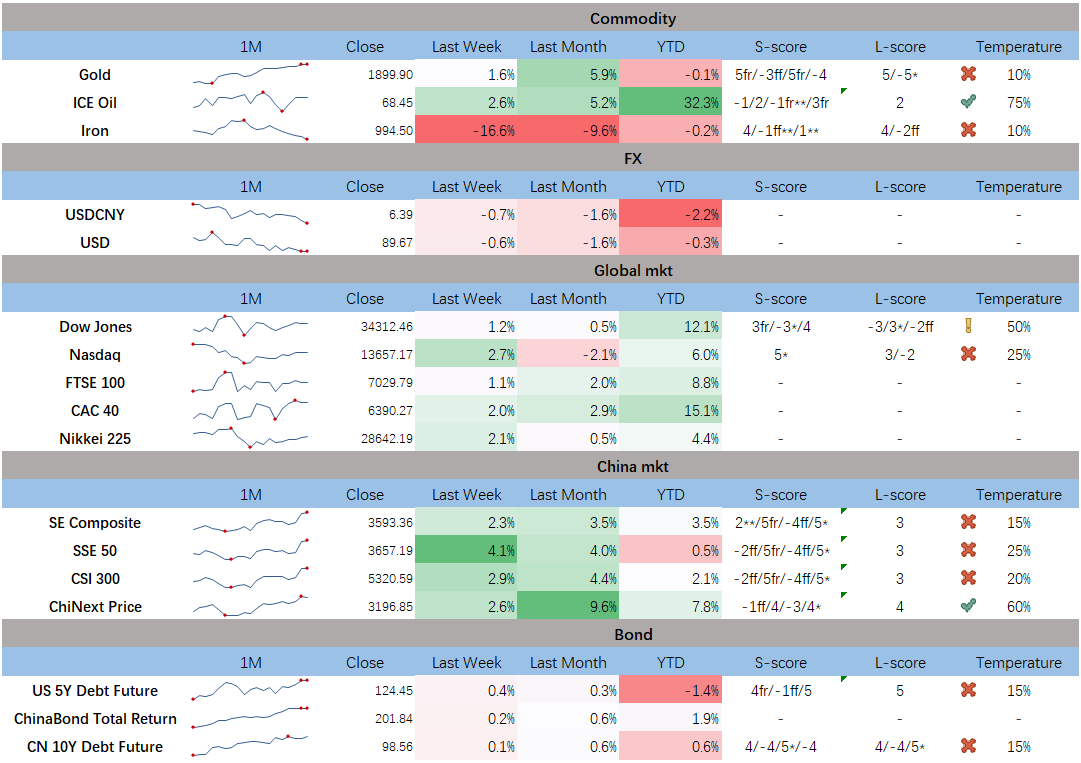 Commodity
1M Close Last Week Last Month YTD S-score L-score Temperature
Gold 1899.90 1.6% 5.9% -0.1% 5fr/-3ff/5fr/-4 5/-5* 10%
ICE Oil 68.45 2.6% 5.2% 32.3% -1/2/-1fr**/3fr 2 75%
Iron 994.50 -16.6% -9.6% -0.2% 4/-1ff**/1** 4/-2ff 10%
FX
1M Close Last Week Last Month YTD S-score L-score Temperature
USDCNY 6.39 -0.7% -1.6% -2.2% - - -
USD 89.67 -0.6% -1.6% -0.3% - - -
Global mkt
1M Close Last Week Last Month YTD S-score L-score Temperature
Dow Jones 34312.46 1.2% 0.5% 12.1% 3fr/-3*/4 -3/3*/-2ff 50%
Nasdaq 13657.17 2.7% -2.1% 6.0% 5* 3/-2 25%
FTSE 100 7029.79 1.1% 2.0% 8.8% - - -
CAC 40 6390.27 2.0% 2.9% 15.1% - - -
Nikkei 225 28642.19 2.1% 0.5% 4.4% - - -
China mkt
1M Close Last Week Last Month YTD S-score L-score Temperature
SE Composite 3593.36 2.3% 3.5% 3.5% 2**/5fr/-4ff/5* 3 15%
SSE 50 3657.19 4.1% 4.0% 0.5% -2ff/5fr/-4ff/5* 3 25%
CSI 300 5320.59 2.9% 4.4% 2.1% -2ff/5fr/-4ff/5* 3 20%
ChiNext Price 3196.85 2.6% 9.6% 7.8% -1ff/4/-3/4* 4 60%
Bond
1M Close Last Week Last Month YTD S-score L-score Temperature
US 5Y Debt Future 124.45 0.4% 0.3% -1.4% 4fr/-1ff/5 5 15%
ChinaBond Total Return 201.84 0.2% 0.6% 1.9% - - -
CN 10Y Debt Future 98.56 0.1% 0.6% 0.6% 4/-4/5*/-4 4/-4/5* 15%